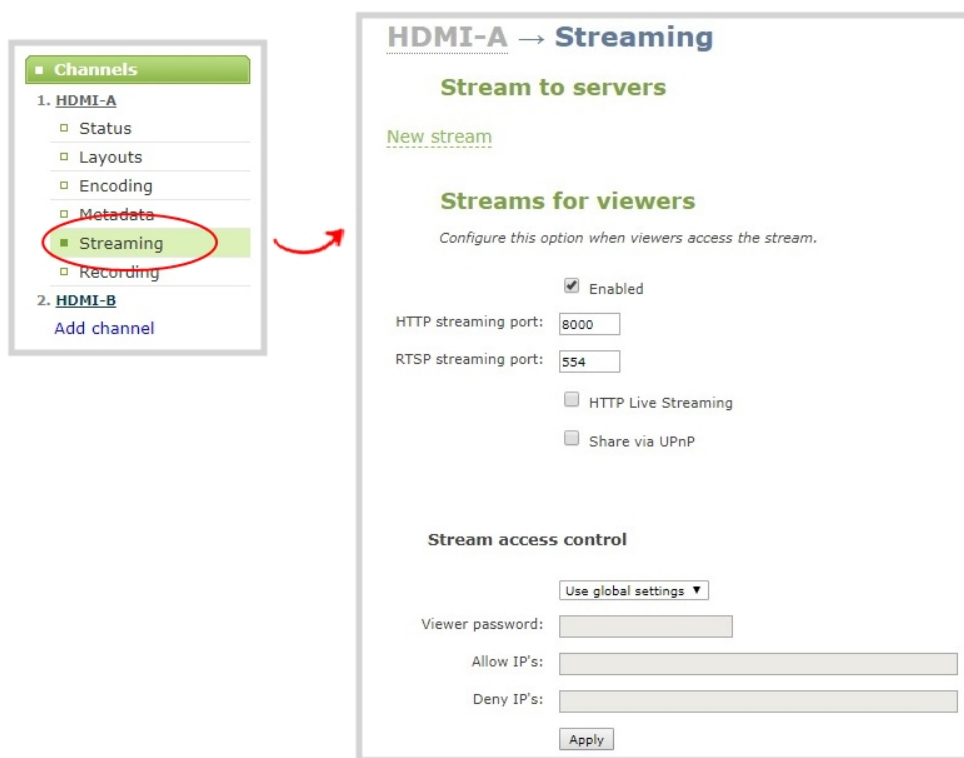 Channels
1. HDMI-A
Status
Layouts
Encoding
Metadata
Streaming
Recording
2. HDMI-B
Add channel
HDMI-A → Streaming
Stream to servers
New stream
Streams for viewers
Configure this option when viewers access the stream.
Enabled
HTTP streaming port: 8000
RTSP streaming port: 554
HTTP Live Streaming
Share via UPnP
Stream access control
Use global settings
Viewer password:
Allow IP's:
Deny IP's:
Apply